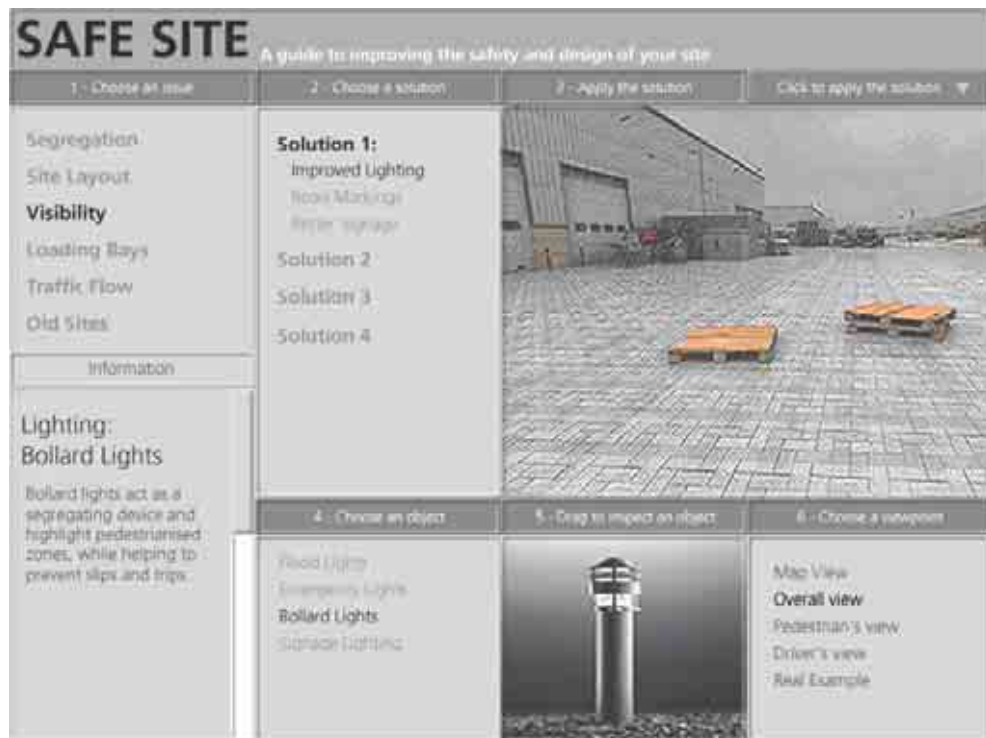 SAFE SITE
A guide to improving the safety and design of your site
1 - Choose an issue
2 - Choose a solution
3 - Apply the solution
Click to apply the solution
Segregation
Site Layout
Visibility
Loading Bays
Traffic Flow
Old Sites
Solution 1:
Improved Lighting
Road Markings
Better signage
Solution 2
Solution 3
Solution 4
Information
Lighting:
Bollard Lights
Bollard lights act as a
segregating device and
highlight pedestrianised
zones, while helping to
prevent slips and trips.
4 - Choose an object
5 - Drag to inspect an object
6 - Choose a viewpoint
Flood Lights
Emergency Lights
Bollard Lights
Signage Lighting
Map View
Overall view
Pedestrian's view
Driver's view
Real Example